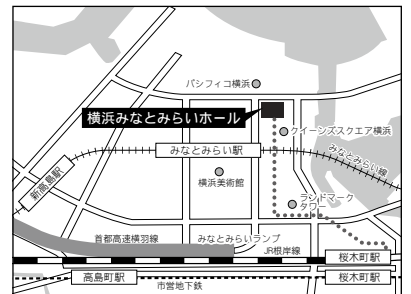 パシフィコ横浜
横浜みなとみらいホール
クイーンズスクエア横浜
みなとみらい駅
みなとみらい線
新高島駅
横浜美術館
ランドマーク
タワー
首都高速横羽線
みなとみらいランプ
JR根岸線
桜木町駅
高島町駅
市営地下鉄
桜木町駅